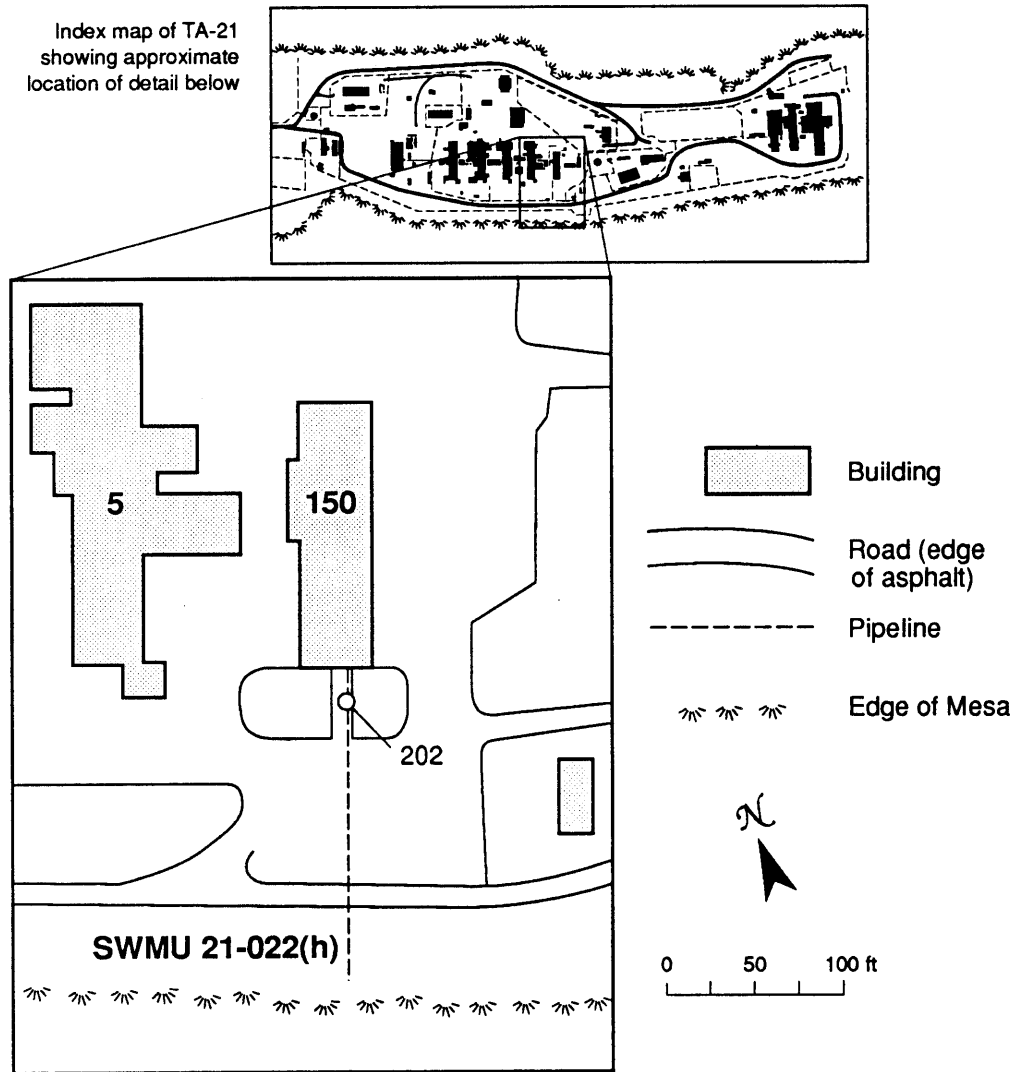 Index map of TA-21
showing approximate
location of detail below
5
150
202
SWMU 21-022(h)
Building
Road (edge
of asphalt)
Pipeline
Edge of Mesa
N
0 50 100 ft